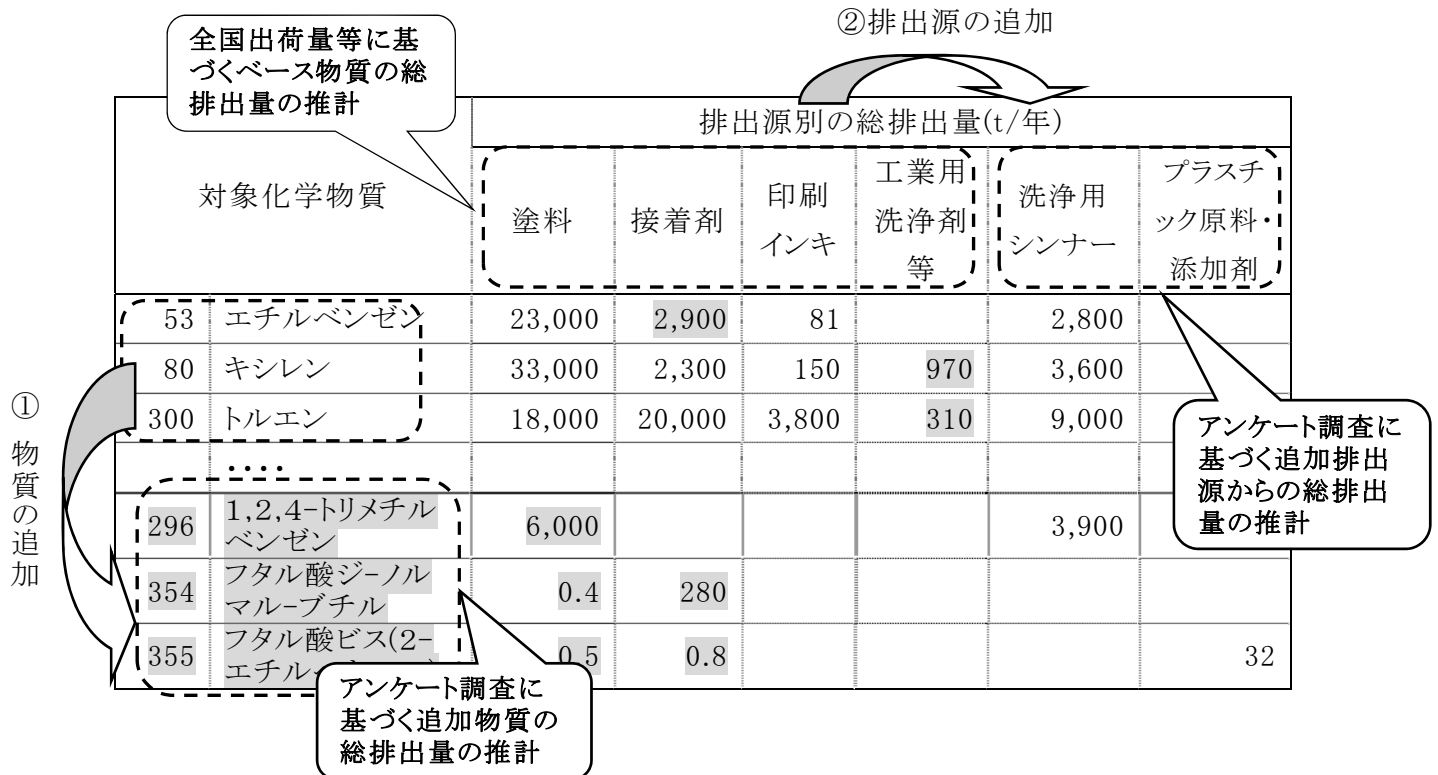 ②排出源の追加
全国出荷量等に基
づくベース物質の総
排出量の推計
排出源別の総排出量(t/年)
対象化学物質
塗料
接着剤
印刷
インキ
工業用
洗浄剤
等
洗浄用
シンナー
プラスチ
ック原料・
添加剤
53 エチルベンゼン 23,000 2,900 81 2,800
80 キシレン 33,000 2,300 150 970 3,600
300 トルエン 18,000 20,000 3,800 310 9,000
‥‥
アンケート調査に
基づく追加排出
源からの総排出
量の推計
①
物質の追加
296 1,2,4-トリメチル
ベンゼン 6,000 3,900
354 フタル酸ジ-ノル
マル-ブチル 0.4 280
355 フタル酸ビス(2-
エチル 0.5 0.8 32
アンケート調査に
基づく追加物質の
総排出量の推計